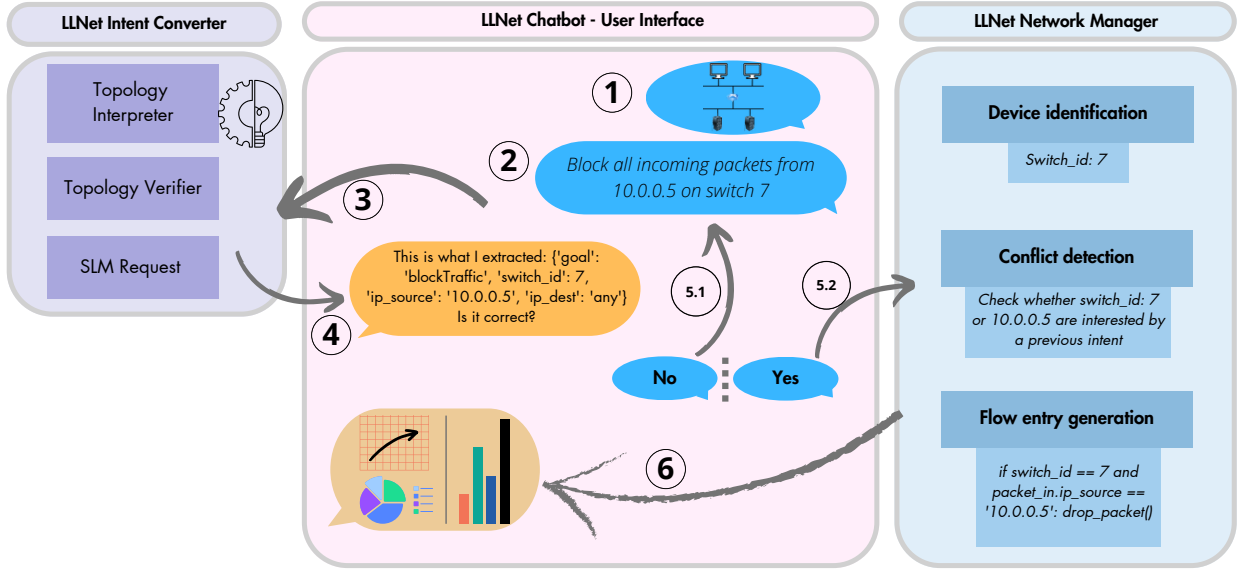 LLNet Intent Converter
Topology
Interpreter
Topology Verifier
SLM Request
LLNet Chatbot - User Interface
1
2
Block all incoming packets from
10.0.0.5 on switch 7
3
This is what I extracted: {'goal':
'blockTraffic', 'switch_id': 7,
'ip_source': '10.0.0.5', 'ip_dest': 'any'}
Is it correct?
4
5.1
5.2
No
Yes
6
LLNet Network Manager
Device identification
Switch_id: 7
Conflict detection
Check whether switch_id: 7
or 10.0.0.5 are interested by
a previous intent
Flow entry generation
if switch_id == 7 and
packet_in.ip_source ==
'10.0.0.5': drop_packet()